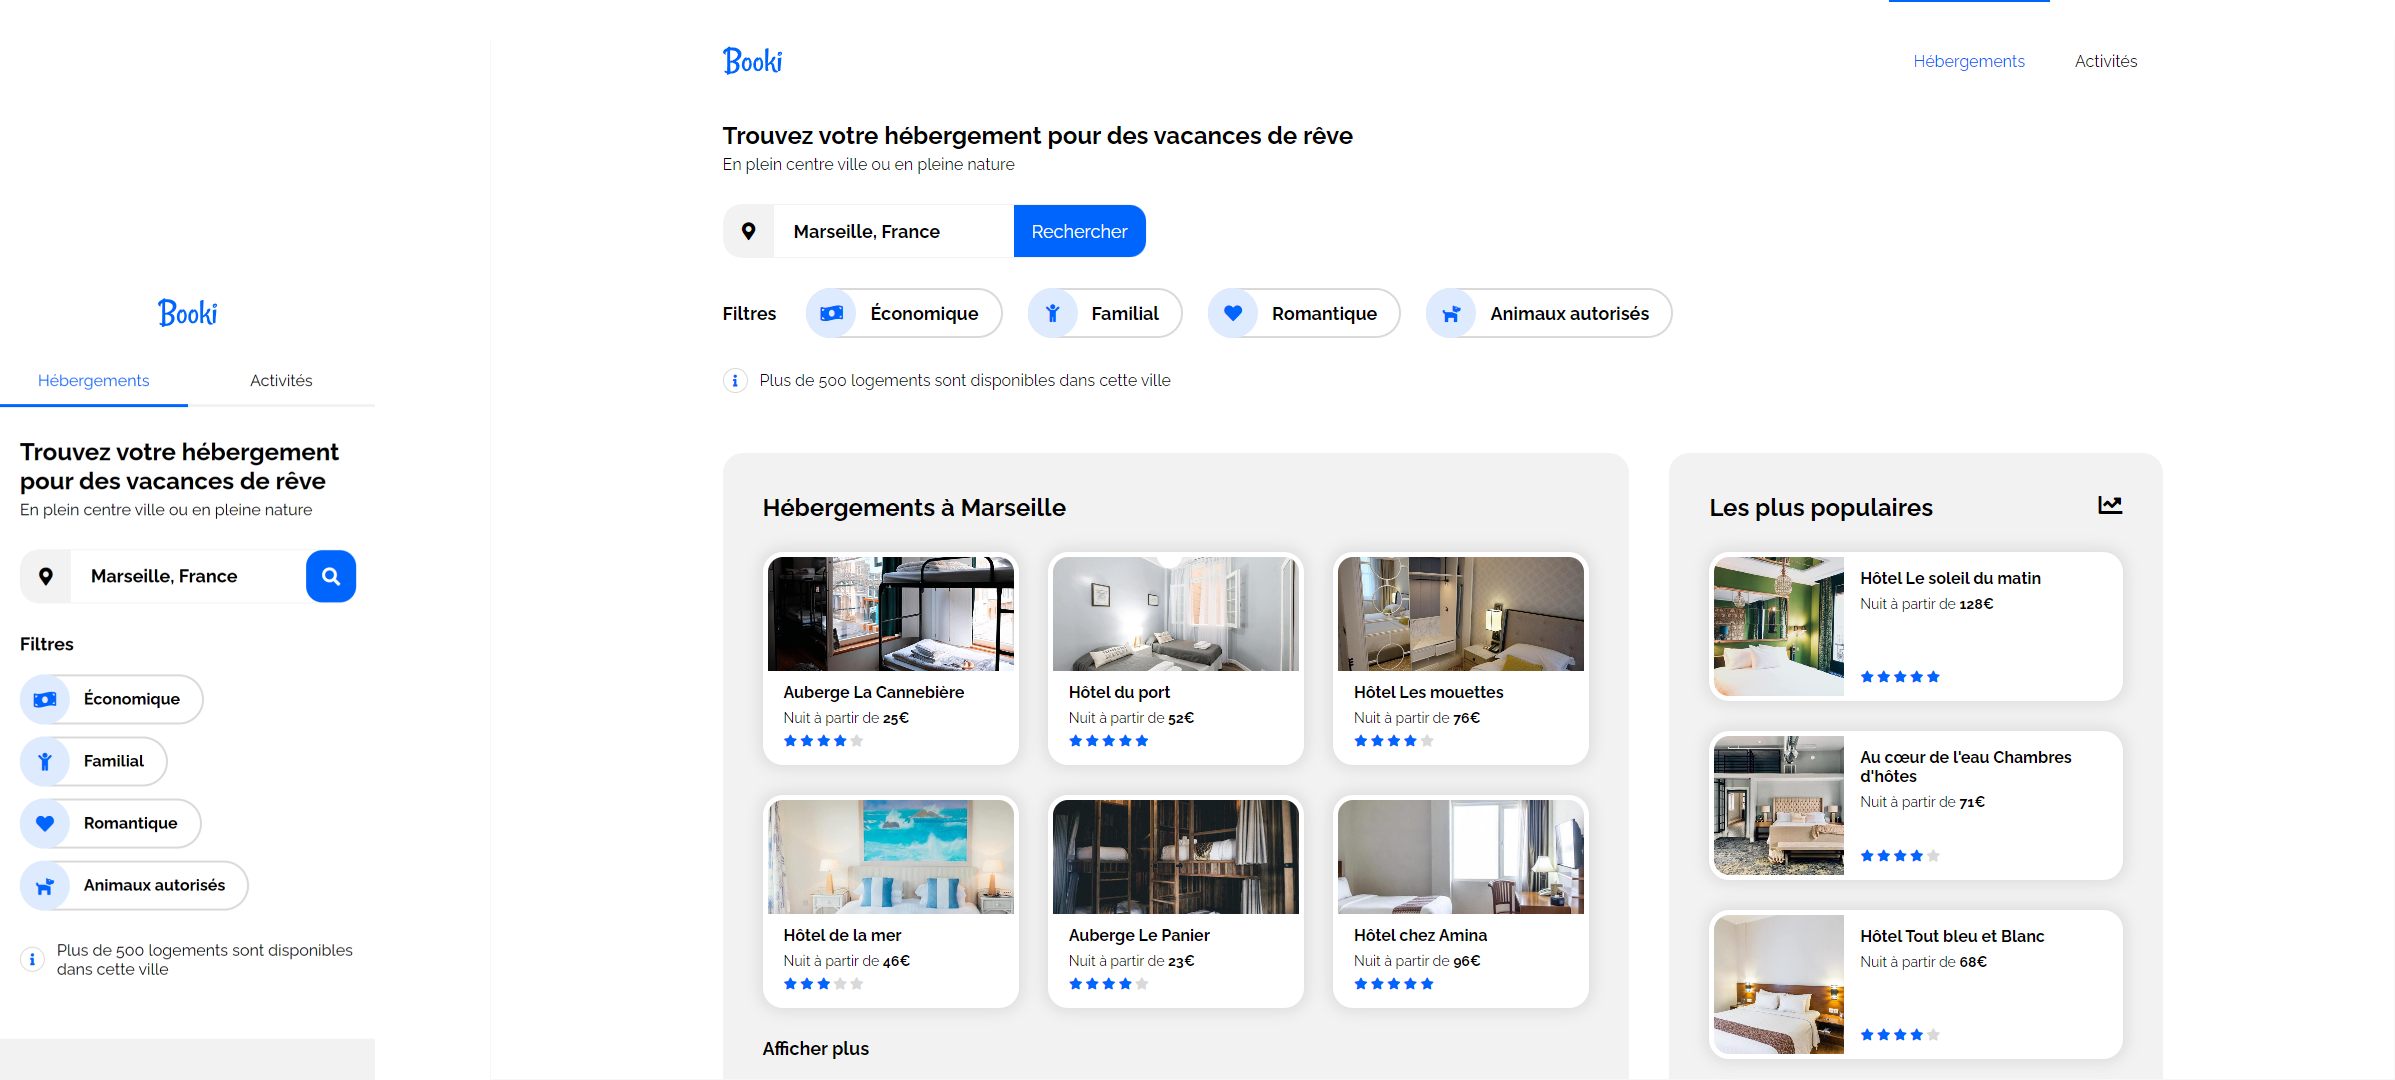 Booki
Hébergements
Activités
Trouvez votre hébergement
pour des vacances de rêve
En plein centre ville ou en pleine nature
Marseille, France
Filtres
Économique
Familial
Romantique
Animaux autorisés
Plus de 500 logements sont disponibles
dans cette ville
Booki
Hébergements
Activités
Trouvez votre hébergement pour des vacances de rêve
En plein centre ville ou en pleine nature
Marseille, France
Rechercher
Filtres
Économique
Familial
Romantique
Animaux autorisés
Plus de 500 logements sont disponibles dans cette ville
Hébergements à Marseille
Auberge La Cannebière
Nuit à partir de 25€
Hôtel du port
Nuit à partir de 52€
Hôtel Les mouettes
Nuit à partir de 76€
Hôtel de la mer
Nuit à partir de 46€
Auberge Le Panier
Nuit à partir de 23€
Hôtel chez Amina
Nuit à partir de 96€
Afficher plus
Les plus populaires
Hôtel Le soleil du matin
Nuit à partir de 128€
Au cœur de l'eau Chambres
d'hôtes
Nuit à partir de 71€
Hôtel Tout bleu et Blanc
Nuit à partir de 68€